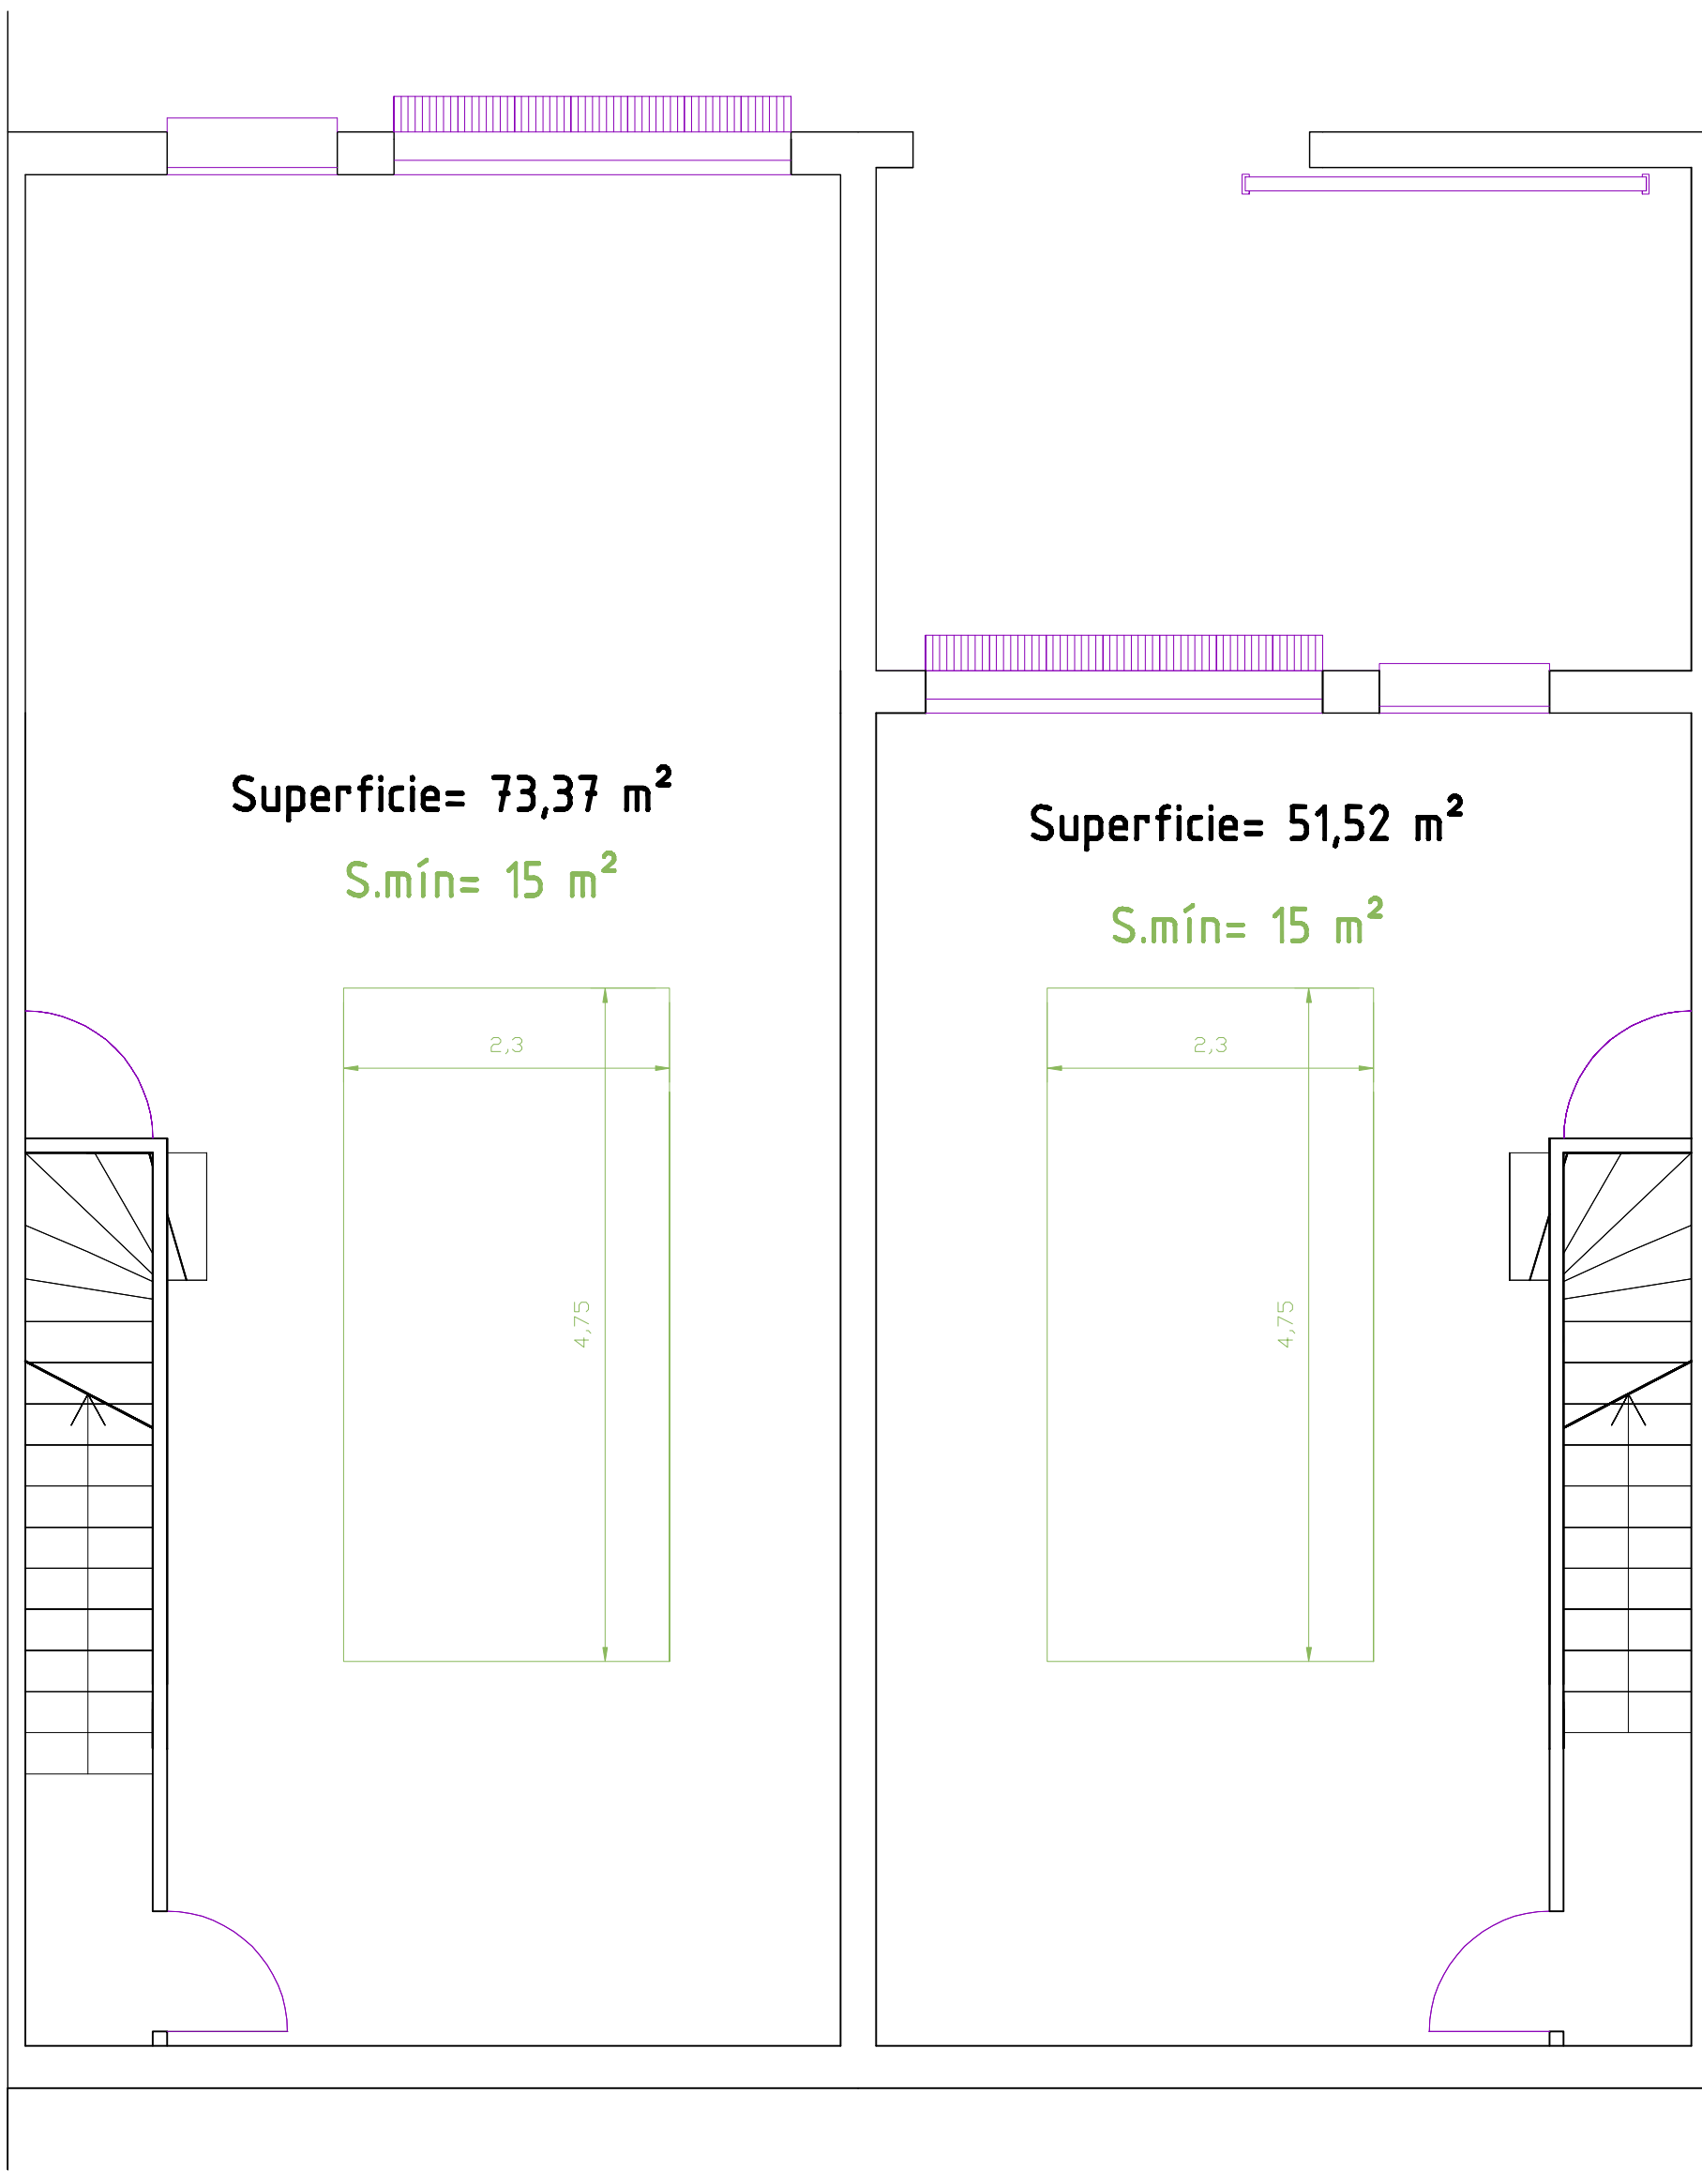 Superficie= 73,37 m²
S.mín= 15 m²
2,3
4,75
Superficie= 51,52 m²
S.mín= 15 m²
2,3
4,75